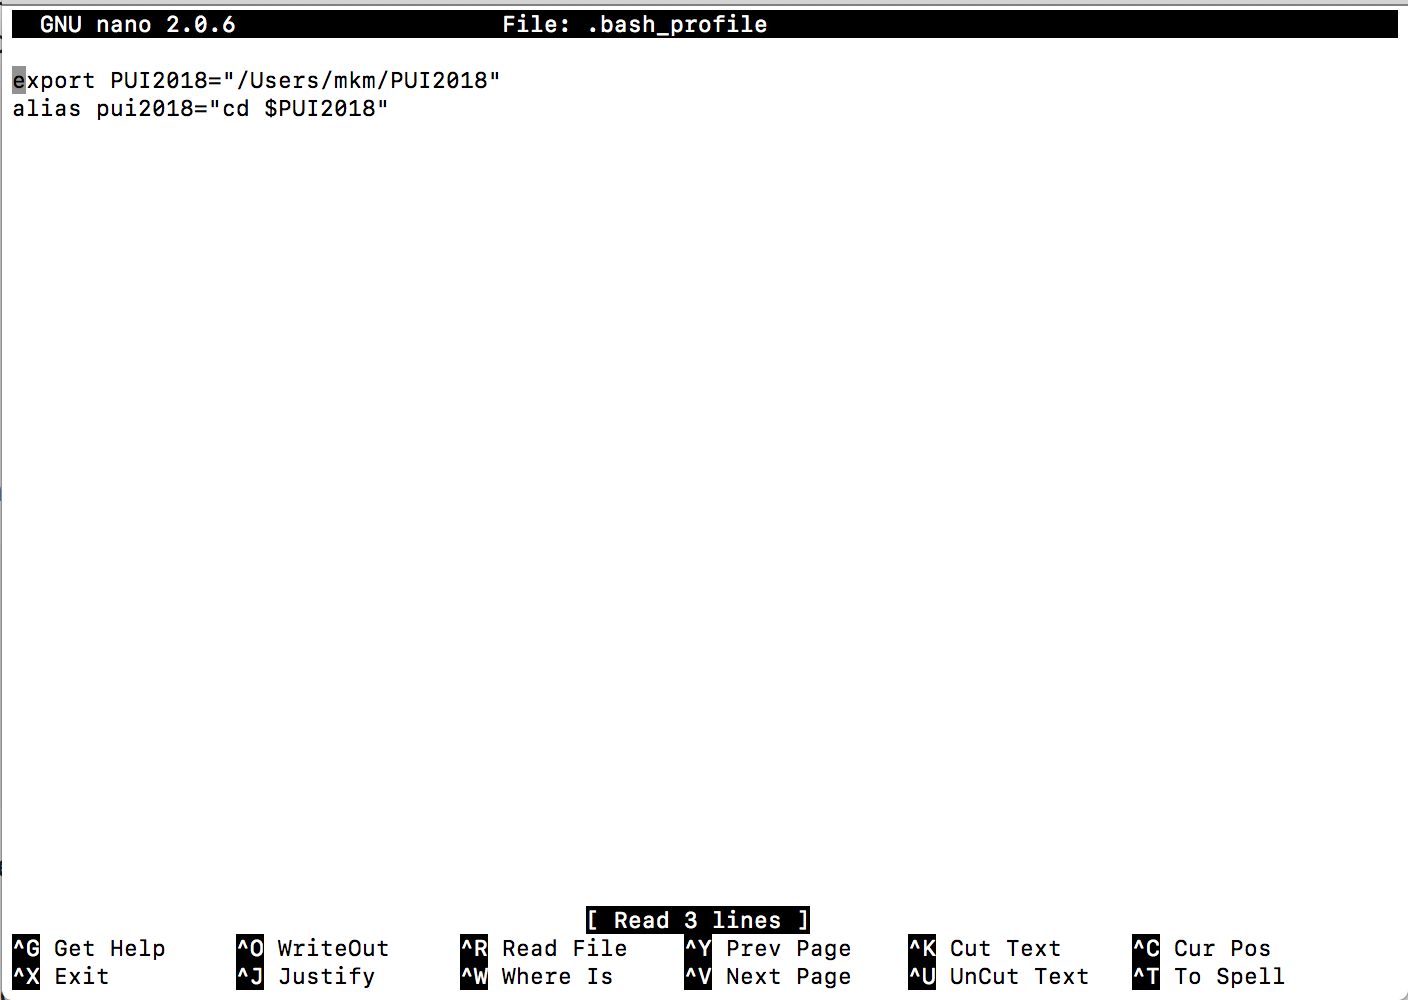 GNU nano 2.0.6 File: .bash_profile
export PUI2018="/Users/mkm/PUI2018"
alias pui2018="cd $PUI2018"
[ Read 3 lines ]
^G Get Help ^O WriteOut ^R Read File ^Y Prev Page ^K Cut Text ^C Cur Pos
^X Exit ^J Justify ^W Where Is ^V Next Page ^U UnCut Text ^T To Spell